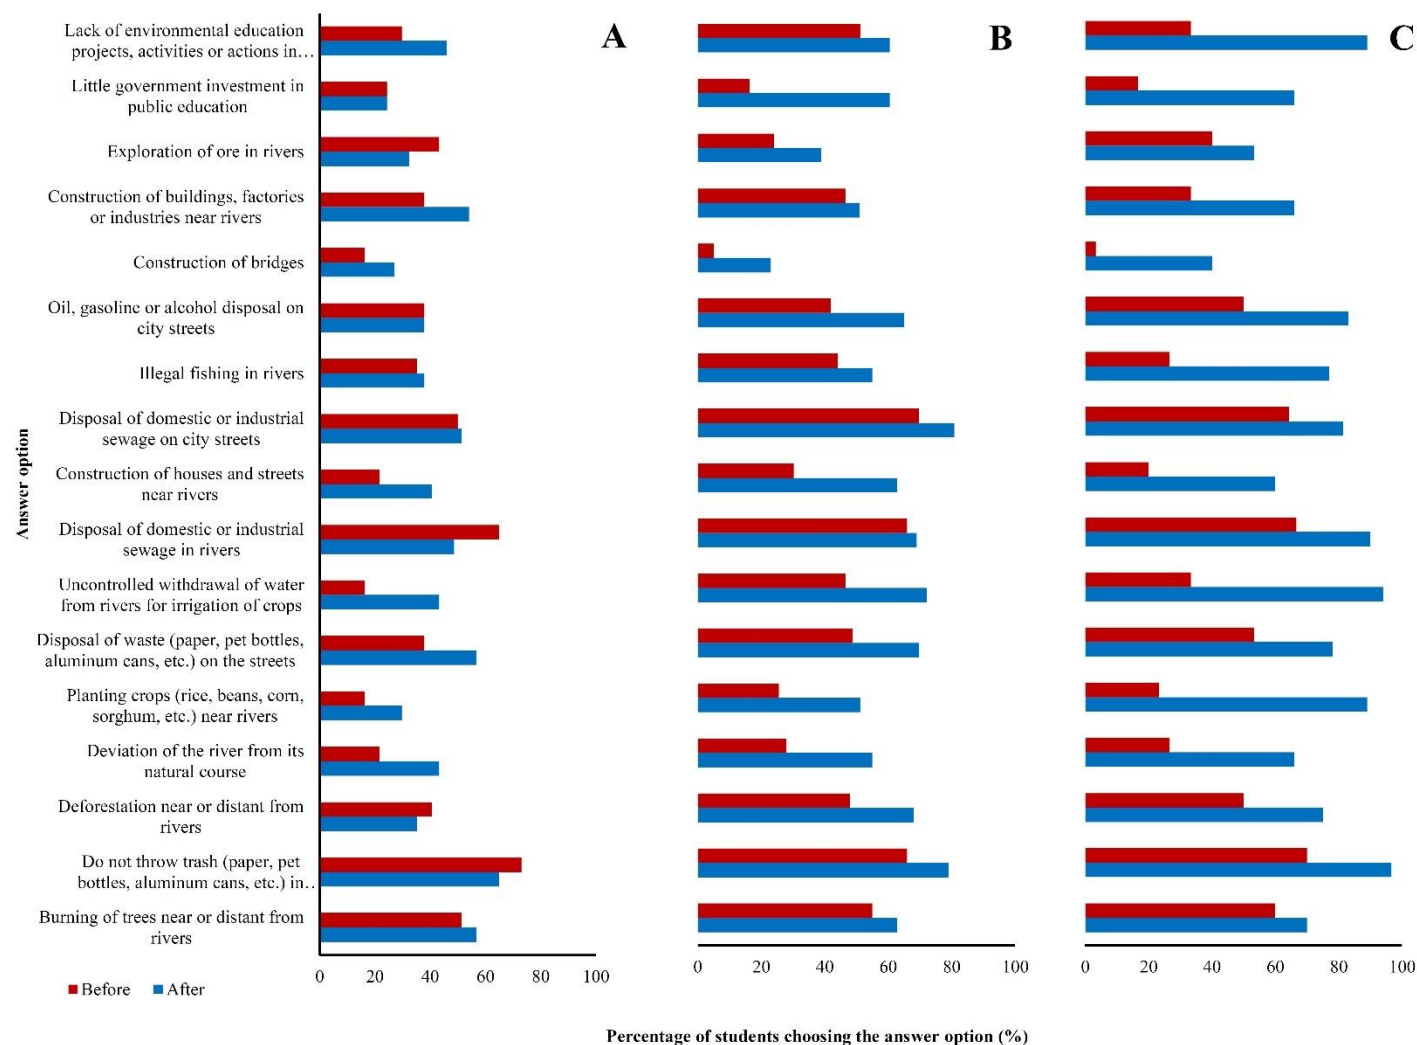 Lack of environmental education
projects, activities or actions in…
A
B
C
Little government investment in
public education
Exploration of ore in rivers
Construction of buildings, factories
or industries near rivers
Construction of bridges
Oil, gasoline or alcohol disposal on
city streets
Illegal fishing in rivers
Disposal of domestic or industrial
sewage on city streets
Construction of houses and streets
near rivers
Disposal of domestic or industrial
sewage in rivers
Uncontrolled withdrawal of water
from rivers for irrigation of crops
Disposal of waste (paper, pet bottles,
aluminum cans, etc.) on the streets
Planting crops (rice, beans, corn,
sorghum, etc.) near rivers
Deviation of the river from its
natural course
Deforestation near or distant from
rivers
Do not throw trash (paper, pet
bottles, aluminum cans, etc.) in..
Burning of trees near or distant from
rivers
Answer option
0 20 40 60 80 100
0 20 40 60 80 100
0 20 40 60 80 100
Before After
Percentage of students choosing the answer option (%)